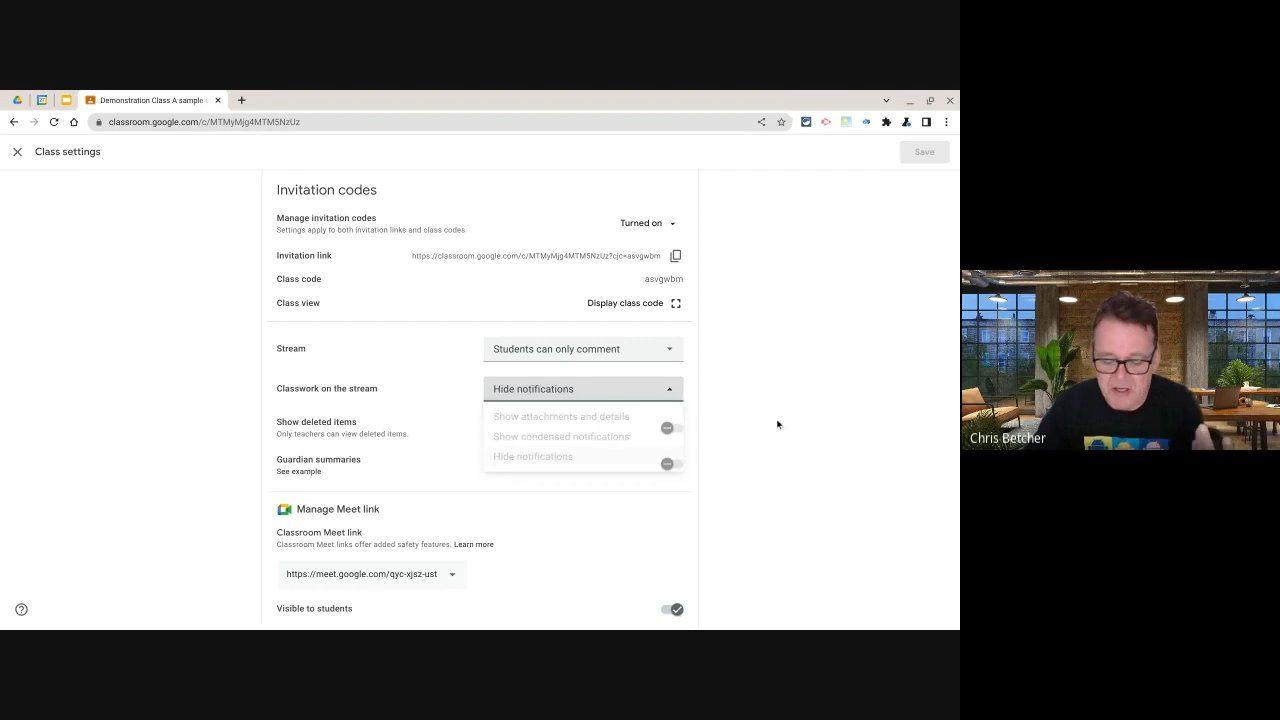 Demonstration Class A sample c
classroom.google.com/c/MTMyMjg4MTM5NzUz
Class settings
Save
Invitation codes
Manage invitation codes
Settings apply to both invitation links and class codes
Turned on
Invitation link
https://classroom.google.com/c/MTMyMjg4MTM5NzUz?cjc=asvgwbm
Class code
asvgwbm
Class view
Display class code
Stream
Students can only comment
Classwork on the stream
Hide notifications
Show attachments and details
Show condensed notifications
Hide notifications
Show deleted items
Only teachers can view deleted items.
Guardian summaries
See example
Manage Meet link
Classroom Meet link
Classroom Meet links offer added safety features. Learn more
https://meet.google.com/qyc-xjsz-ust
Visible to students
Chris Betcher